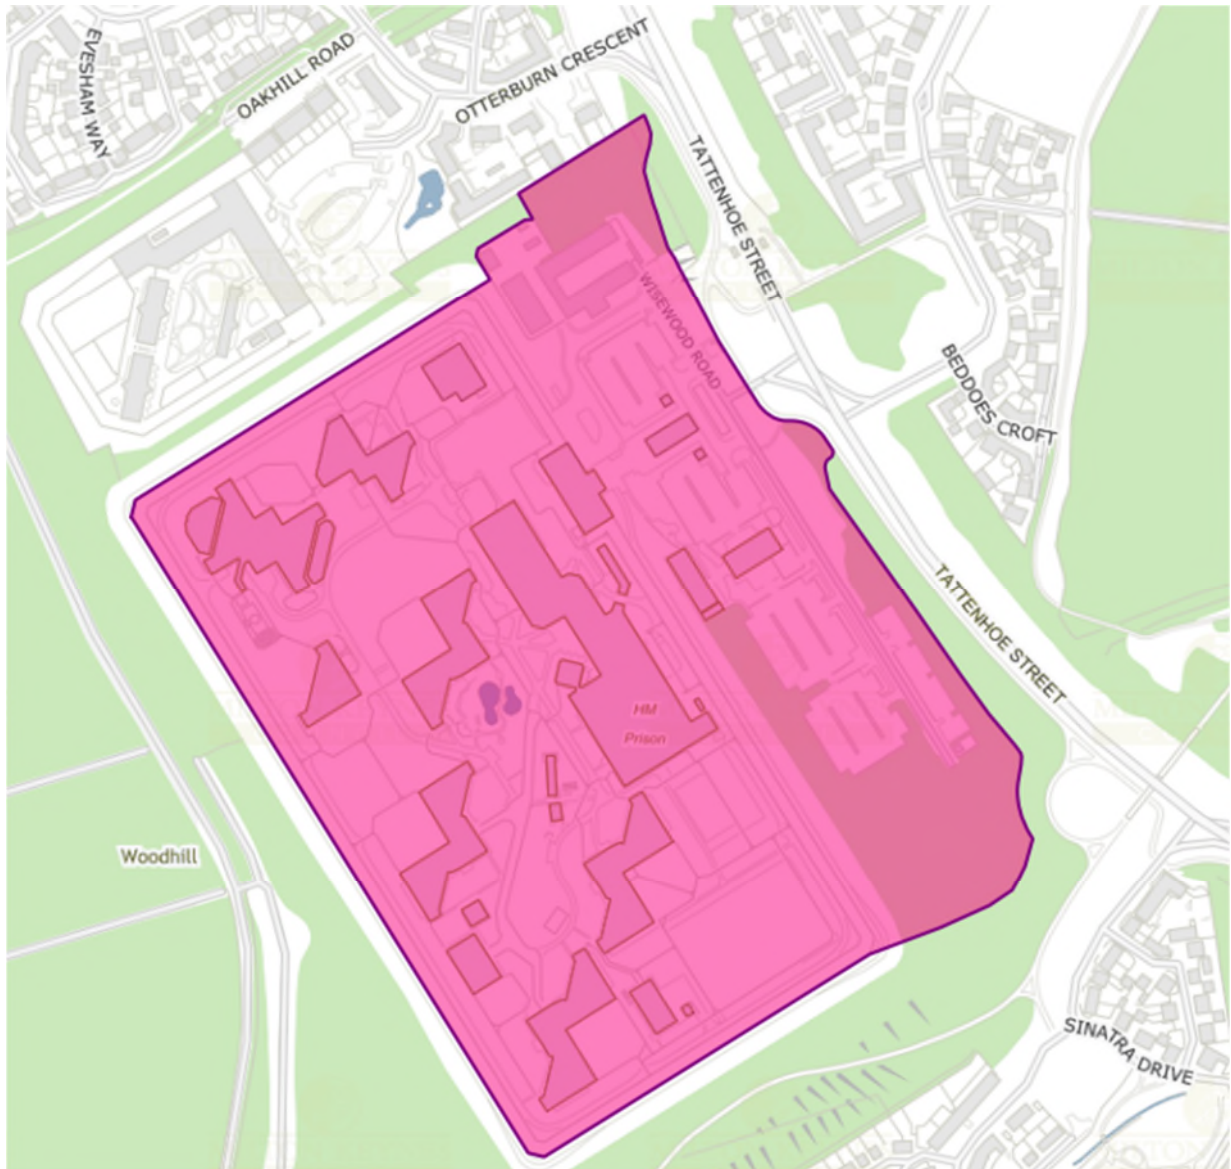 EVESHAM WAY
OAKHILL ROAD
OTTERBURN CRESCENT
TATTENHOE STREET
WISEWOOD ROAD
BEDDOES CROFT
TATTENHOE STREET
HM
Prison
Woodhill
SINATRA DRIVE